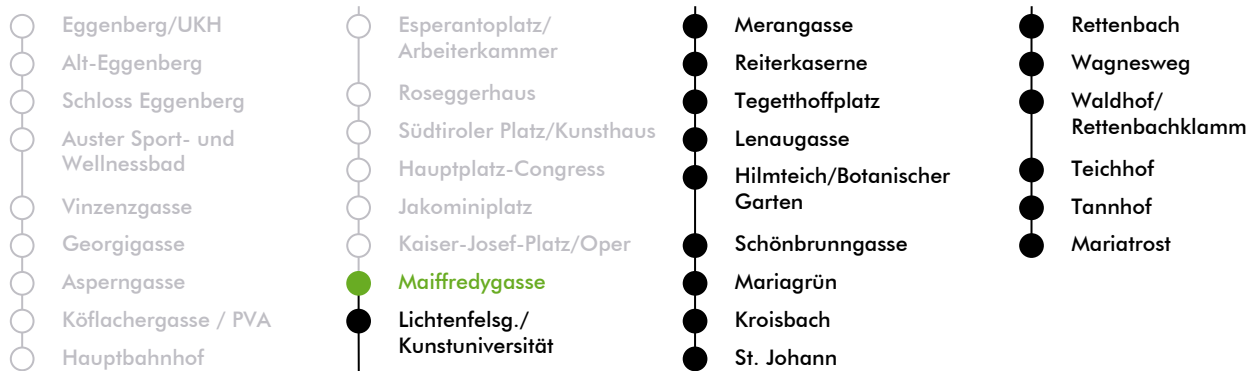 Eggenberg/UKH
Alt-Eggenberg
Schloss Eggenberg
Auster Sport- und
Wellnessbad
Vinzenzgasse
Georgigasse
Asperngasse
Köflachergasse / PVA
Hauptbahnhof
Esperantoplatz/
Arbeiterkammer
Roseggerhaus
Südtiroler Platz/Kunsthaus
Hauptplatz-Congress
Jakominiplatz
Kaiser-Josef-Platz/Oper
Maiffredygasse
Lichtenfelsg./
Kunstuniversität
Merangasse
Reiterkaserne
Tegetthoffplatz
Lenaugasse
Hilmteich/Botanischer
Garten
Schönbrunngasse
Mariagrün
Kroisbach
St. Johann
Rettenbach
Wagnesweg
Waldhof/
Rettenbachklamm
Teichhof
Tannhof
Mariatrost